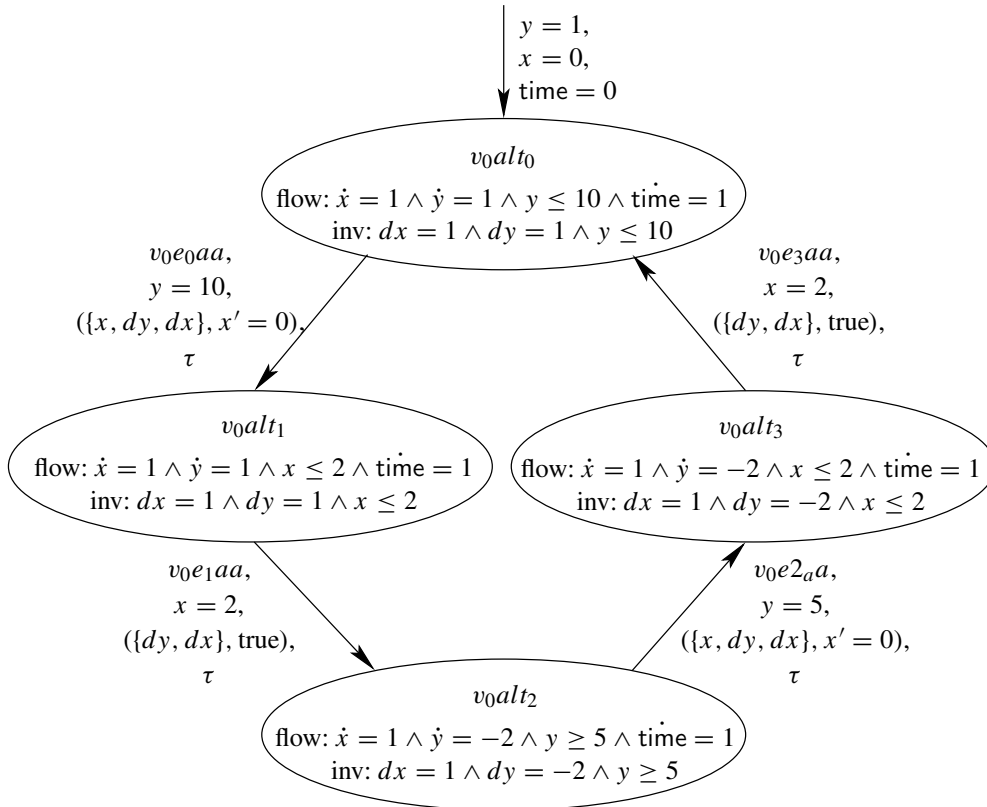 y = 1,
x = 0,
time = 0
v₀alt₀
flow: ẋ = 1 ∧ ẏ = 1 ∧ y ≤ 10 ∧ tiṁe = 1
inv: dx = 1 ∧ dy = 1 ∧ y ≤ 10
v₀e₀aa,
y = 10,
({x, dy, dx}, x′ = 0),
τ
v₀e₃aa,
x = 2,
({dy, dx}, true),
τ
v₀alt₁
flow: ẋ = 1 ∧ ẏ = 1 ∧ x ≤ 2 ∧ tiṁe = 1
inv: dx = 1 ∧ dy = 1 ∧ x ≤ 2
v₀alt₃
flow: ẋ = 1 ∧ ẏ = −2 ∧ x ≤ 2 ∧ tiṁe = 1
inv: dx = 1 ∧ dy = −2 ∧ x ≤ 2
v₀e₁aa,
x = 2,
({dy, dx}, true),
τ
v₀e2ₐa,
y = 5,
({x, dy, dx}, x′ = 0),
τ
v₀alt₂
flow: ẋ = 1 ∧ ẏ = −2 ∧ y ≥ 5 ∧ tiṁe = 1
inv: dx = 1 ∧ dy = −2 ∧ y ≥ 5